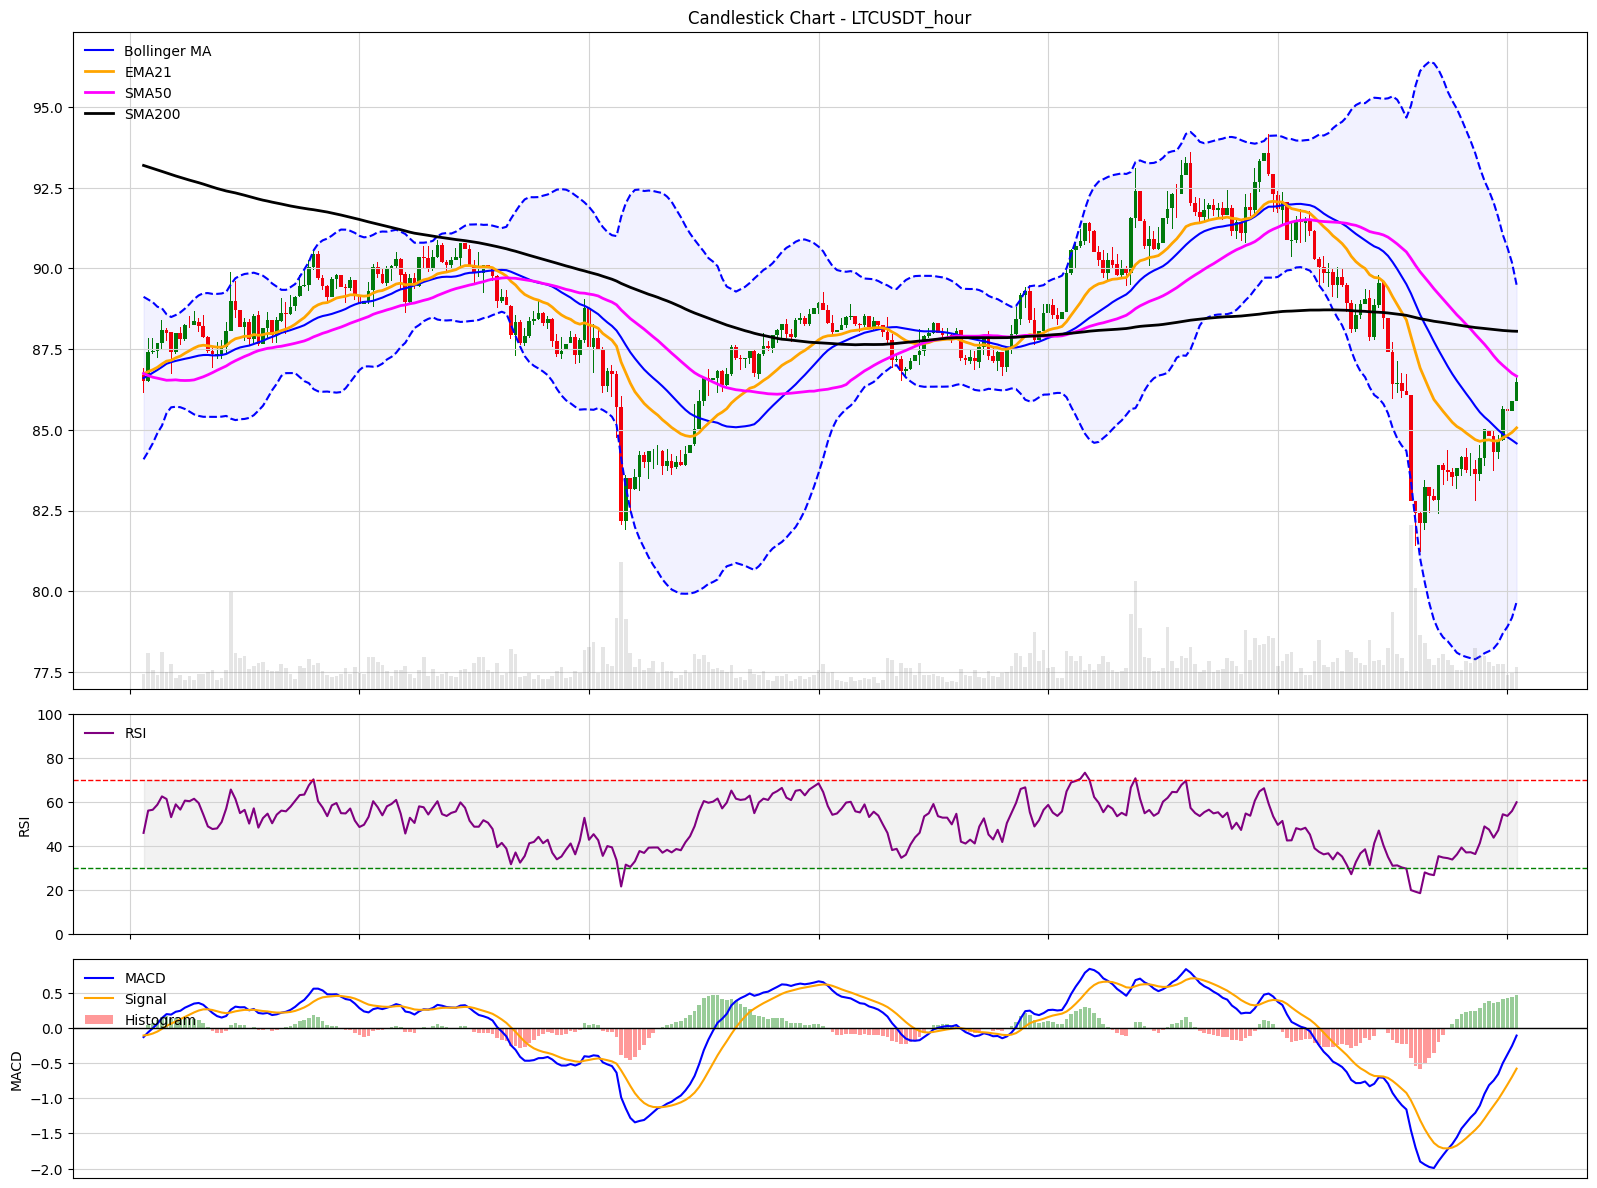 Candlestick Chart - LTCUSDT_hour
Bollinger MA
EMA21
SMA50
SMA200
95.0
92.5
90.0
87.5
85.0
82.5
80.0
77.5
RSI
100
80
60
40
20
0
RSI
MACD
Signal
Histogram
0.5
0.0
−0.5
−1.0
−1.5
−2.0
MACD